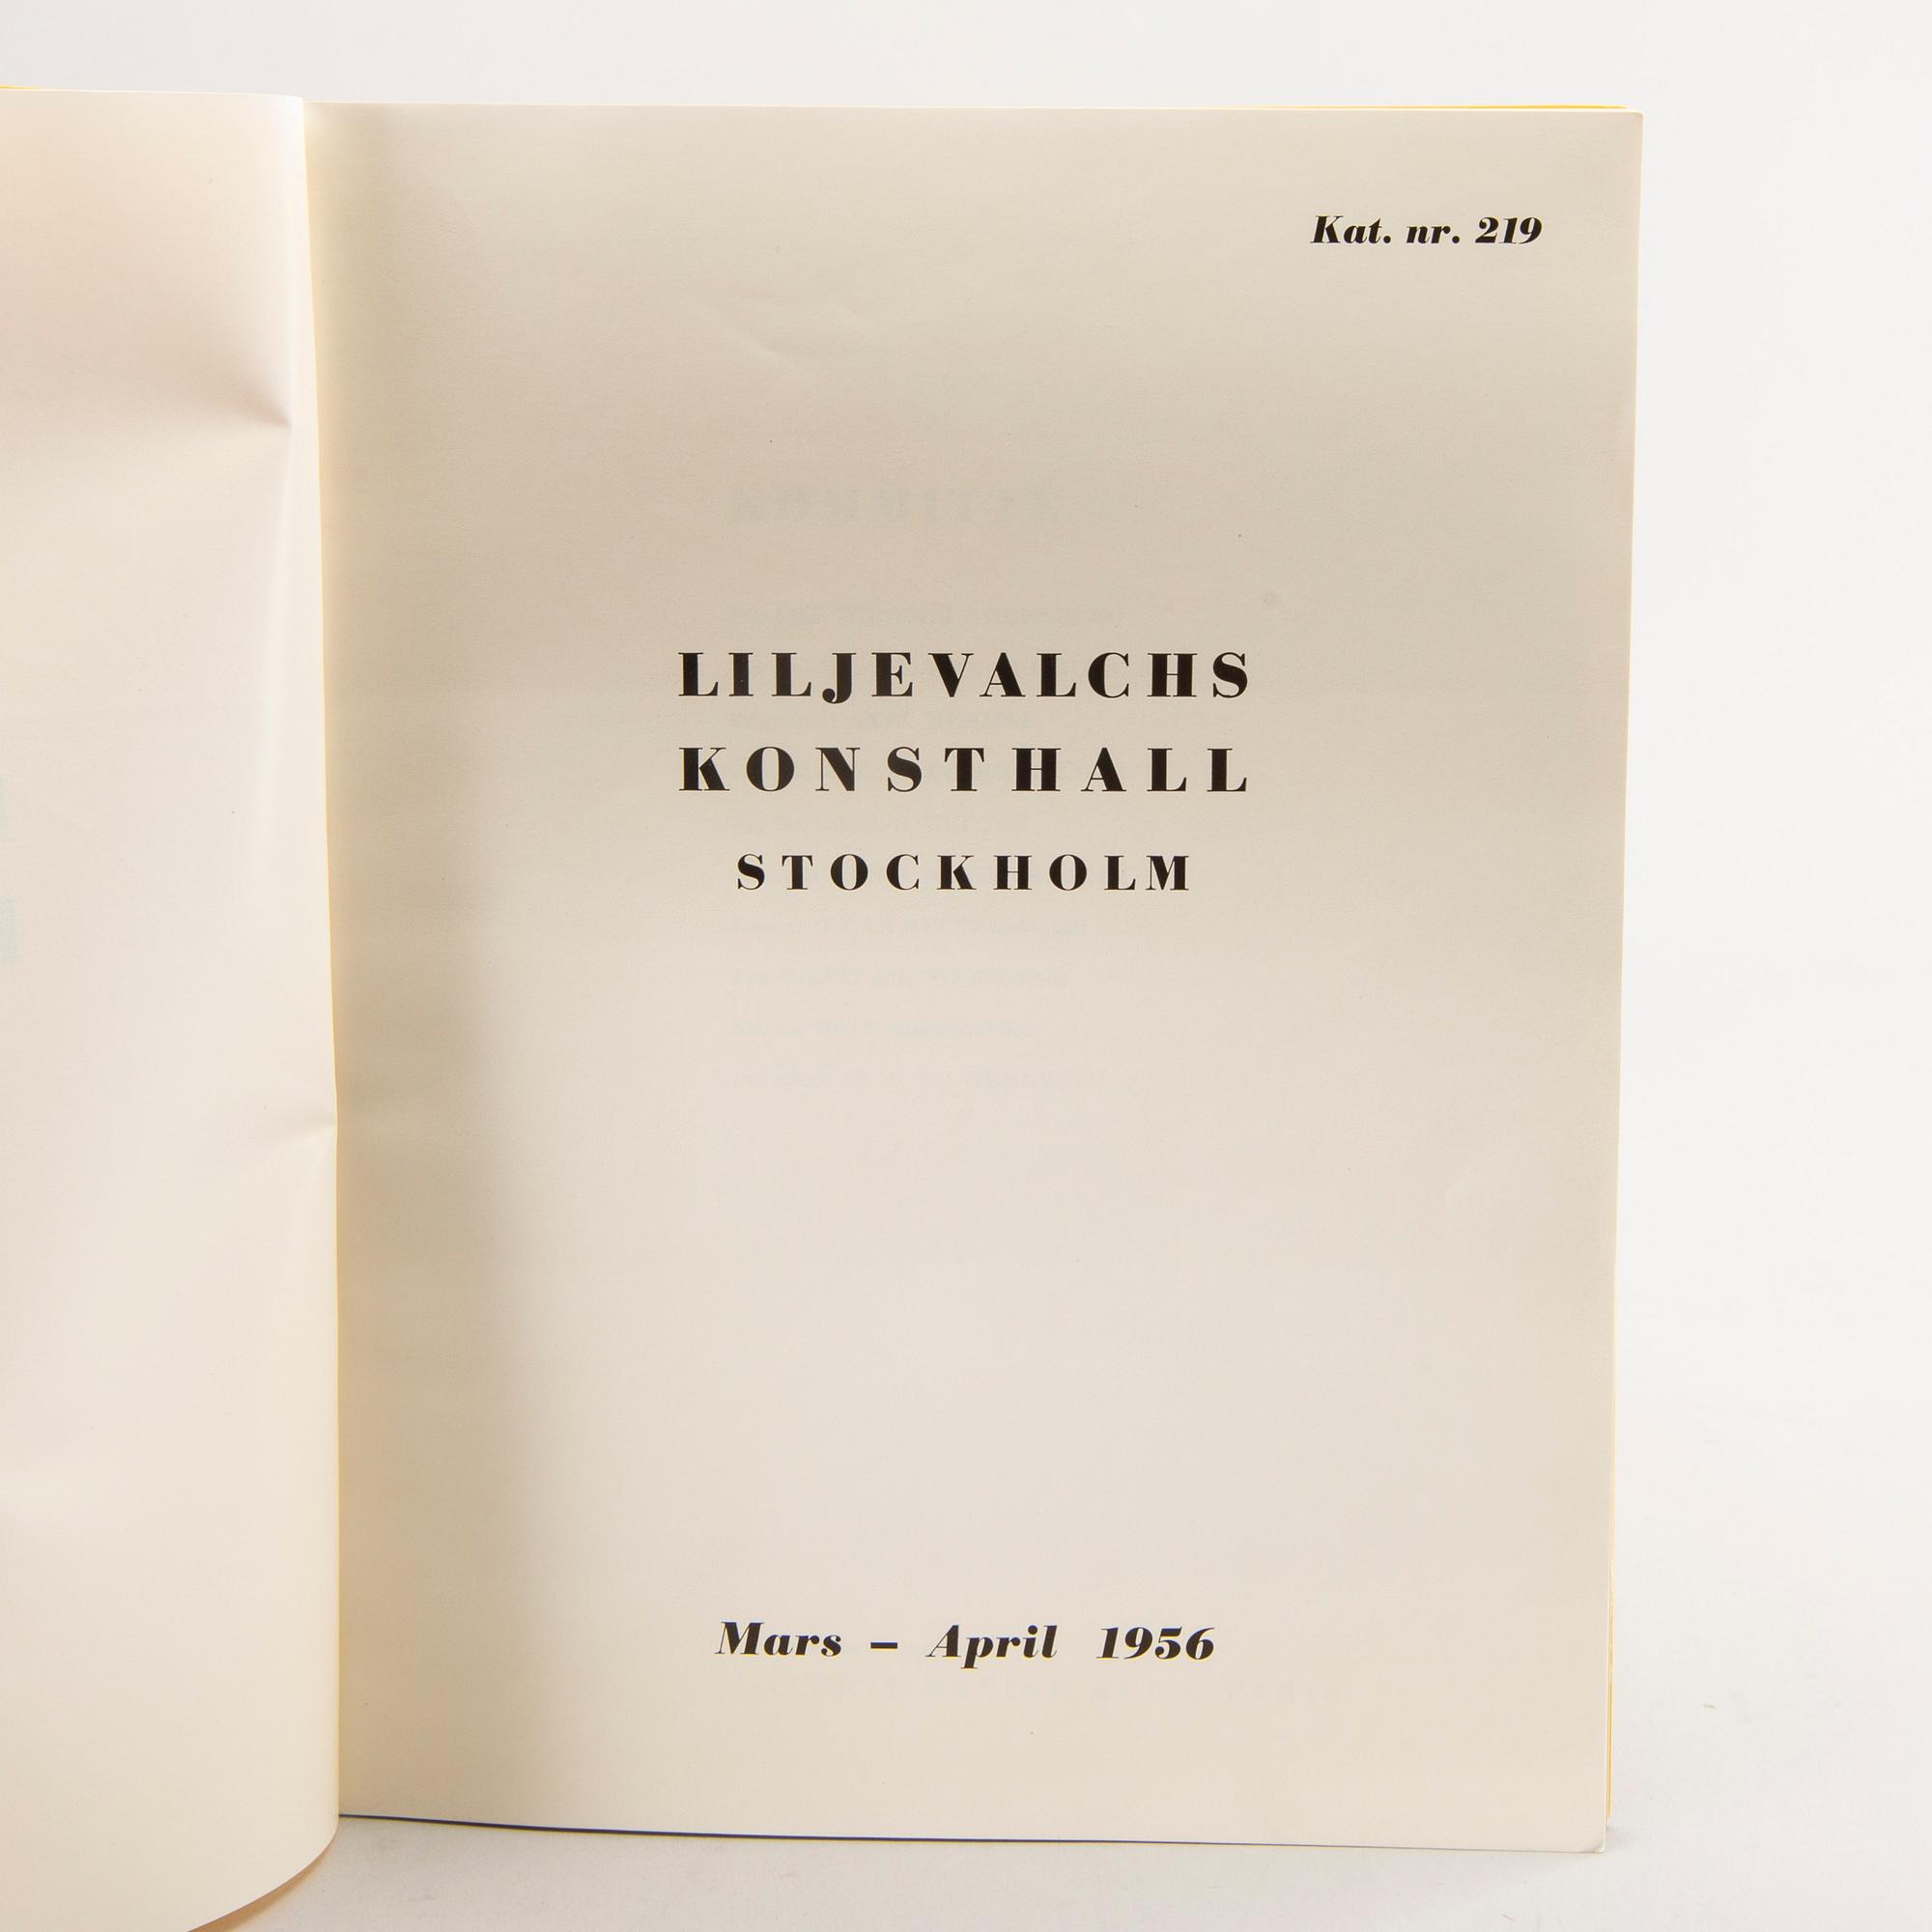 Kat. nr. 219
LILJEVALCHS
KONSTHALL
STOCKHOLM
Mars – April 1956